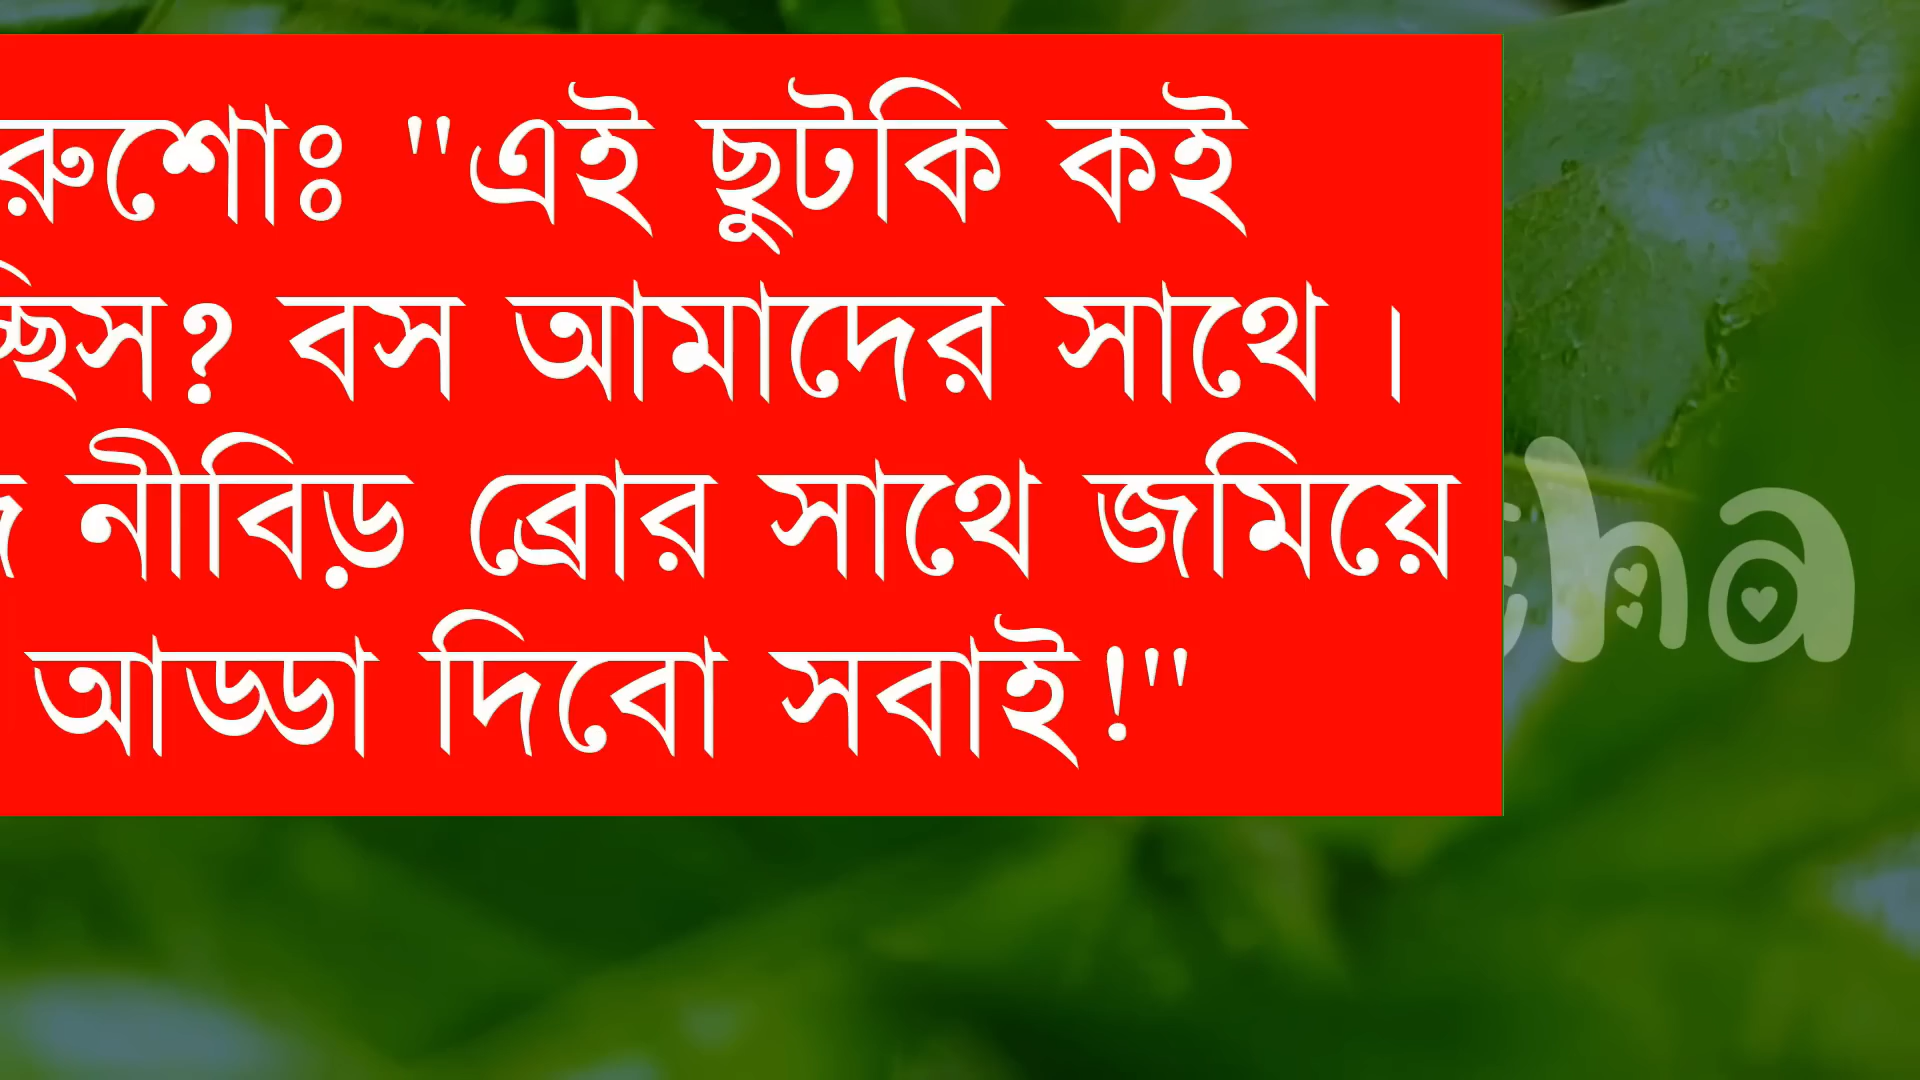 রুশোঃ "এই ছুটকি কই
বস আমাদের সাথে।
নীবিড় ব্রোর সাথে জমিয়ে
আড্ডা দিবো সবাই!"